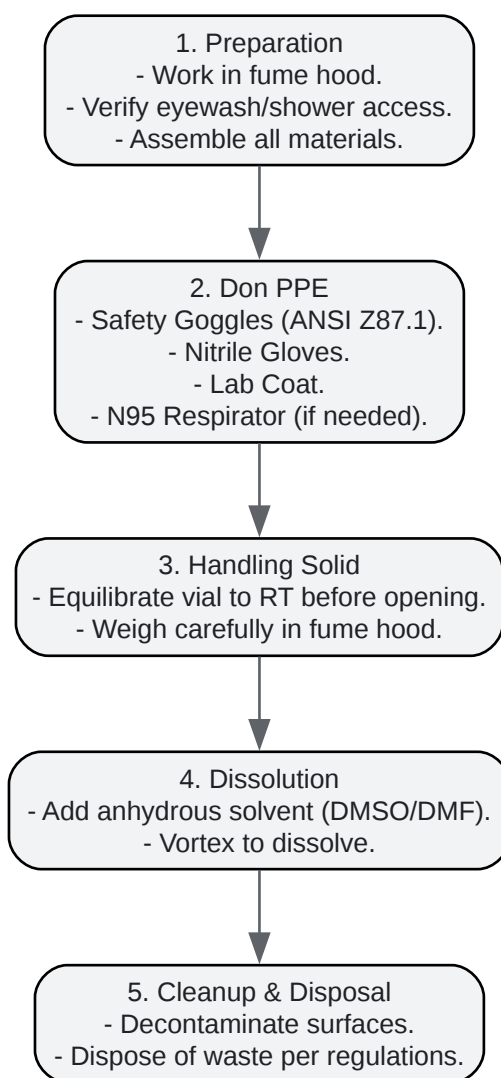 1. Preparation
- Work in fume hood.
- Verify eyewash/shower access.
- Assemble all materials.
2. Don PPE
- Safety Goggles (ANSI Z87.1).
- Nitrile Gloves.
- Lab Coat.
- N95 Respirator (if needed).
3. Handling Solid
- Equilibrate vial to RT before opening.
- Weigh carefully in fume hood.
4. Dissolution
- Add anhydrous solvent (DMSO/DMF).
- Vortex to dissolve.
5. Cleanup & Disposal
- Decontaminate surfaces.
- Dispose of waste per regulations.